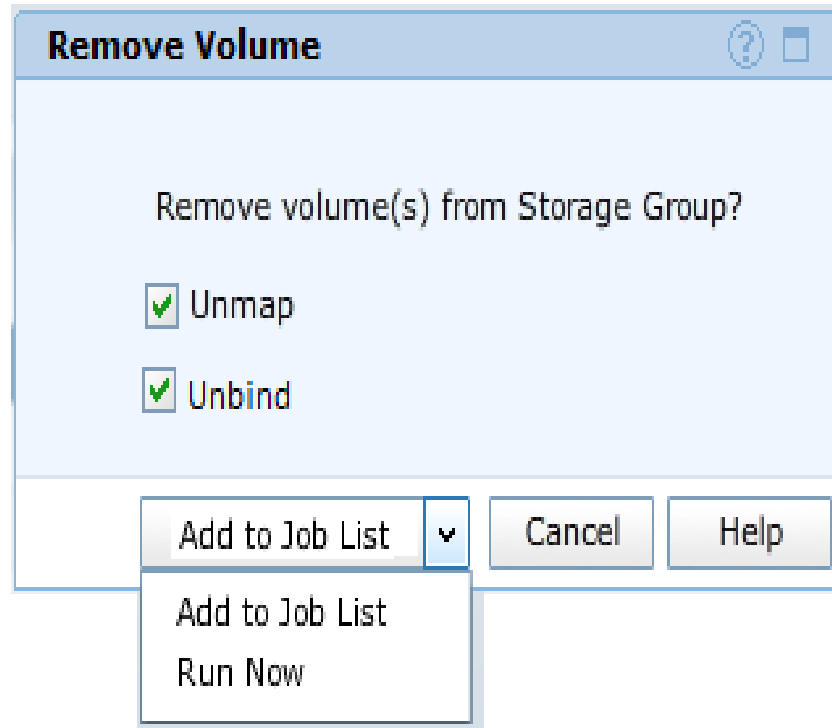 Remove Volume
Remove volume(s) from Storage Group?
Unmap
Unbind
Add to Job List
Cancel
Help
Add to Job List
Run Now